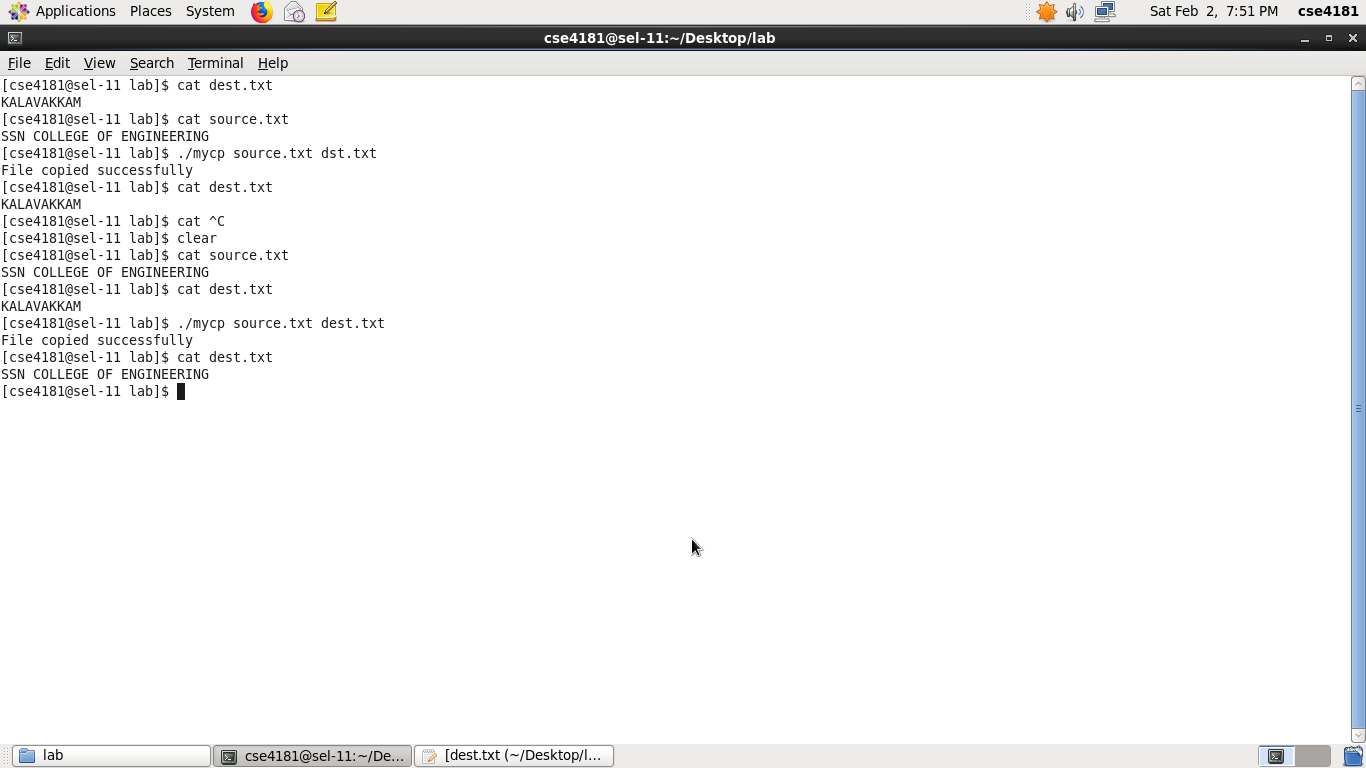 Applications Places System Sat Feb 2, 7:51 PM cse4181
cse4181@sel-11:~/Desktop/lab
File Edit View Search Terminal Help
[cse4181@sel-11 lab]$ cat dest.txt
KALAVAKKAM
[cse4181@sel-11 lab]$ cat source.txt
SSN COLLEGE OF ENGINEERING
[cse4181@sel-11 lab]$ ./mycp source.txt dst.txt
File copied successfully
[cse4181@sel-11 lab]$ cat dest.txt
KALAVAKKAM
[cse4181@sel-11 lab]$ cat ^C
[cse4181@sel-11 lab]$ clear
[cse4181@sel-11 lab]$ cat source.txt
SSN COLLEGE OF ENGINEERING
[cse4181@sel-11 lab]$ cat dest.txt
KALAVAKKAM
[cse4181@sel-11 lab]$ ./mycp source.txt dest.txt
File copied successfully
[cse4181@sel-11 lab]$ cat dest.txt
SSN COLLEGE OF ENGINEERING
[cse4181@sel-11 lab]$
lab cse4181@sel-11:~/De... [dest.txt (~/Desktop/l...